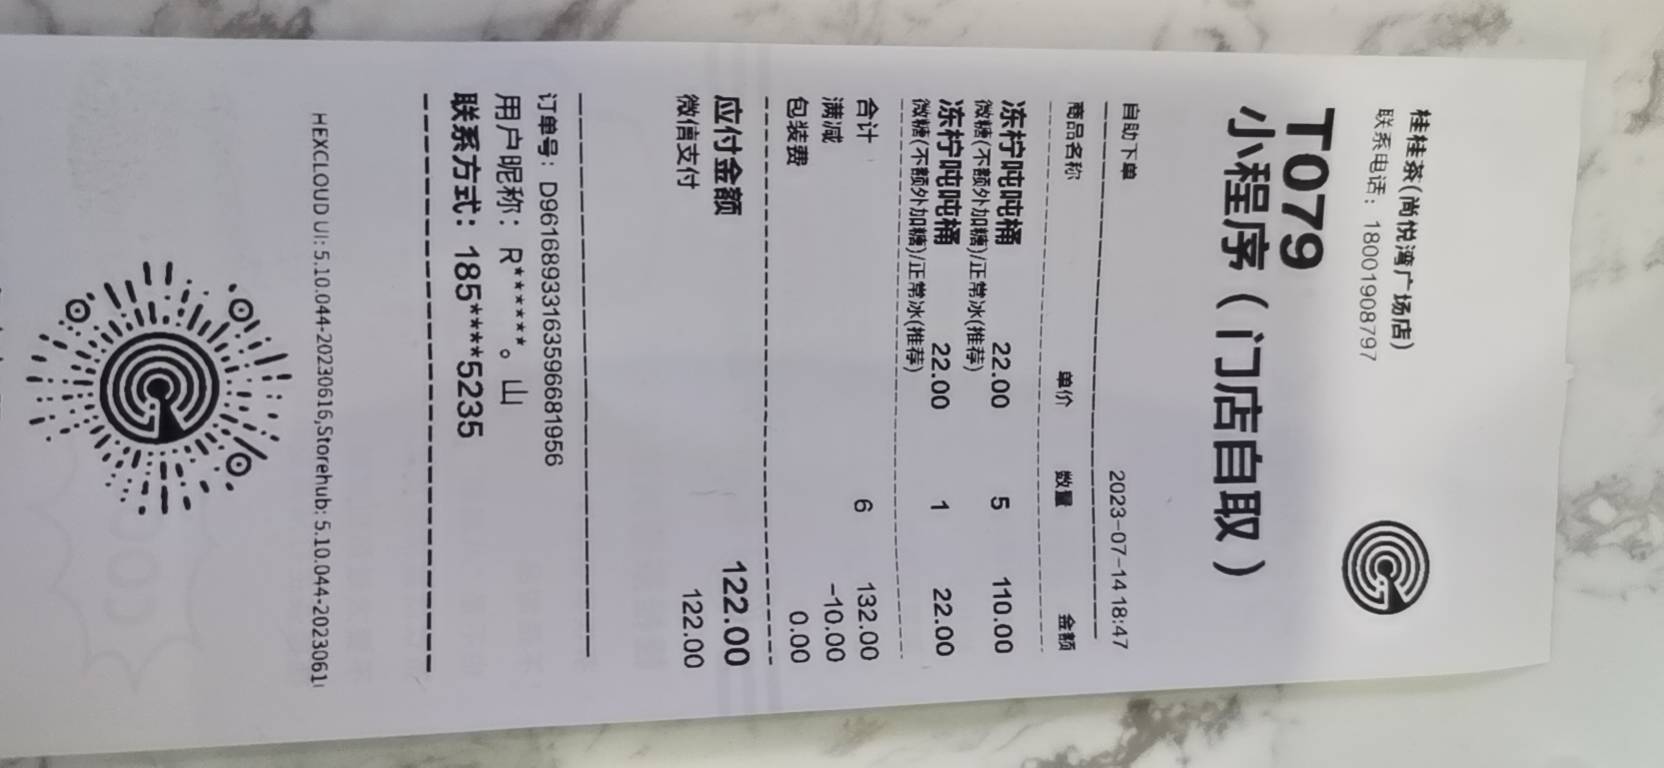 桂桂茶(尚悦湾广场店)
联系电话：18001908797
T079
小程序（门店自取）
自助下单 2023-07-14 18:47
商品名称 单价 数量 金额
冻柠吨吨桶 22.00 5 110.00
微糖(不额外加糖)/正常冰(推荐)
冻柠吨吨桶 22.00 1 22.00
微糖(不额外加糖)/正常冰(推荐)
合计 6 132.00
满减 -10.00
包装费 0.00
应付金额 122.00
微信支付 122.00
订单号：D96168933163596681956
用户昵称：R******。山
联系方式：185****5235
HEXCLOUD UI: 5.10.044-20230616,Storehub: 5.10.044-2023061